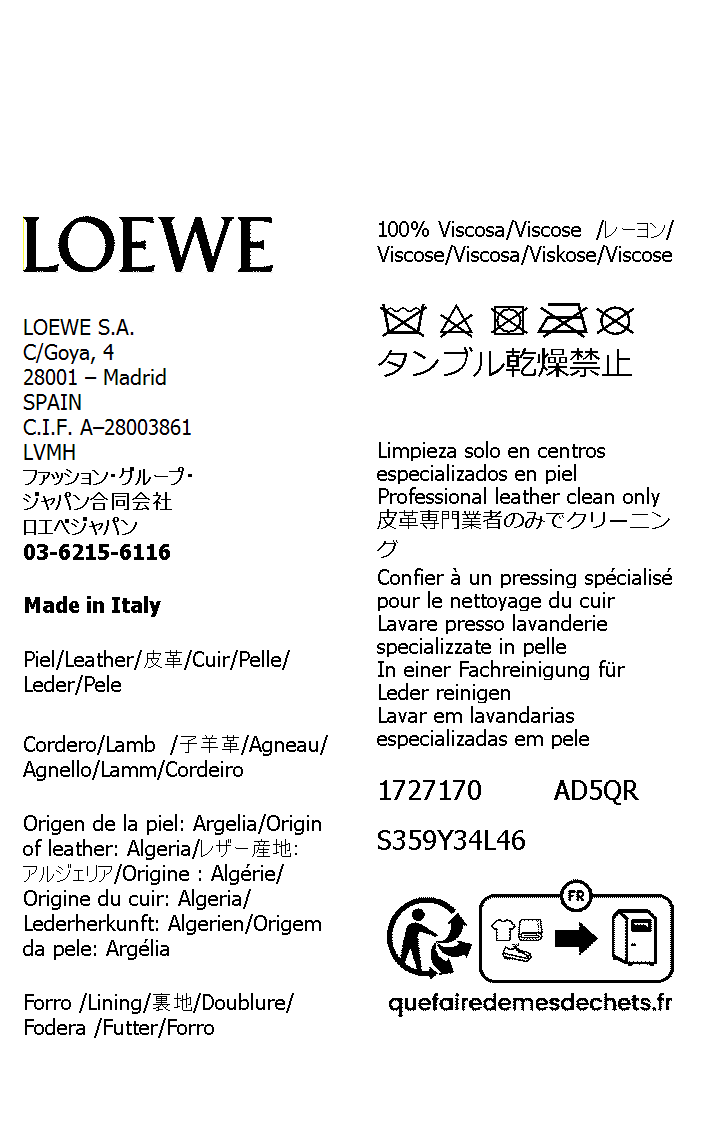 LOEWE
LOEWE S.A.
C/Goya, 4
28001 – Madrid
SPAIN
C.I.F. A–28003861
LVMH
ファッション・グループ・
ジャパン合同会社
ロエベジャパン
03-6215-6116
Made in Italy
Piel/Leather/皮革/Cuir/Pelle/
Leder/Pele
Cordero/Lamb /子羊革/Agneau/
Agnello/Lamm/Cordeiro
Origen de la piel: Argelia/Origin
of leather: Algeria/レザー産地:
アルジェリア/Origine : Algérie/
Origine du cuir: Algeria/
Lederherkunft: Algerien/Origem
da pele: Argélia
Forro /Lining/裏地/Doublure/
Fodera /Futter/Forro
100% Viscosa/Viscose /レーヨン/
Viscose/Viscosa/Viskose/Viscose
タンブル乾燥禁止
Limpieza solo en centros
especializados en piel
Professional leather clean only
皮革専門業者のみでクリーニン
グ
Confier à un pressing spécialisé
pour le nettoyage du cuir
Lavare presso lavanderie
specializzate in pelle
In einer Fachreinigung für
Leder reinigen
Lavar em lavandarias
especializadas em pele
1727170 AD5QR
S359Y34L46
FR
quefairedemesdechets.fr